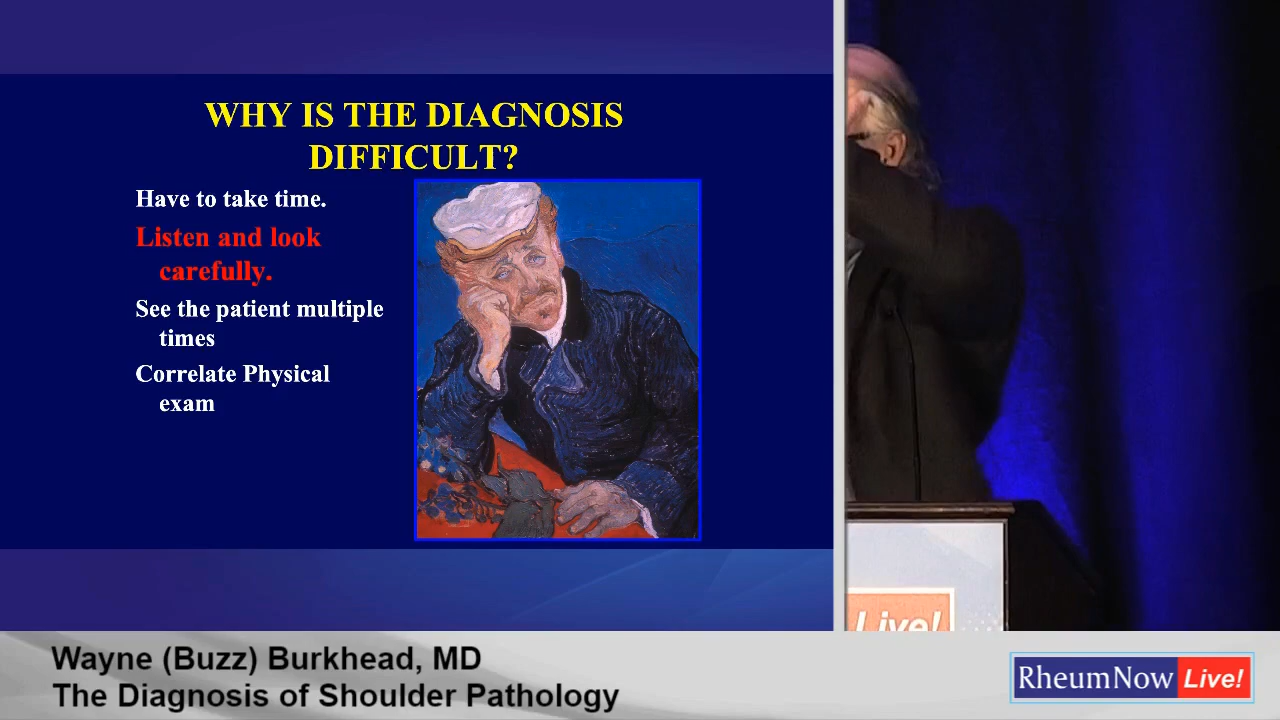 WHY IS THE DIAGNOSIS
DIFFICULT?
Have to take time.
Listen and look
carefully.
See the patient multiple
times
Correlate Physical
exam
Live!
Wayne (Buzz) Burkhead, MD
The Diagnosis of Shoulder Pathology
RheumNow Live!